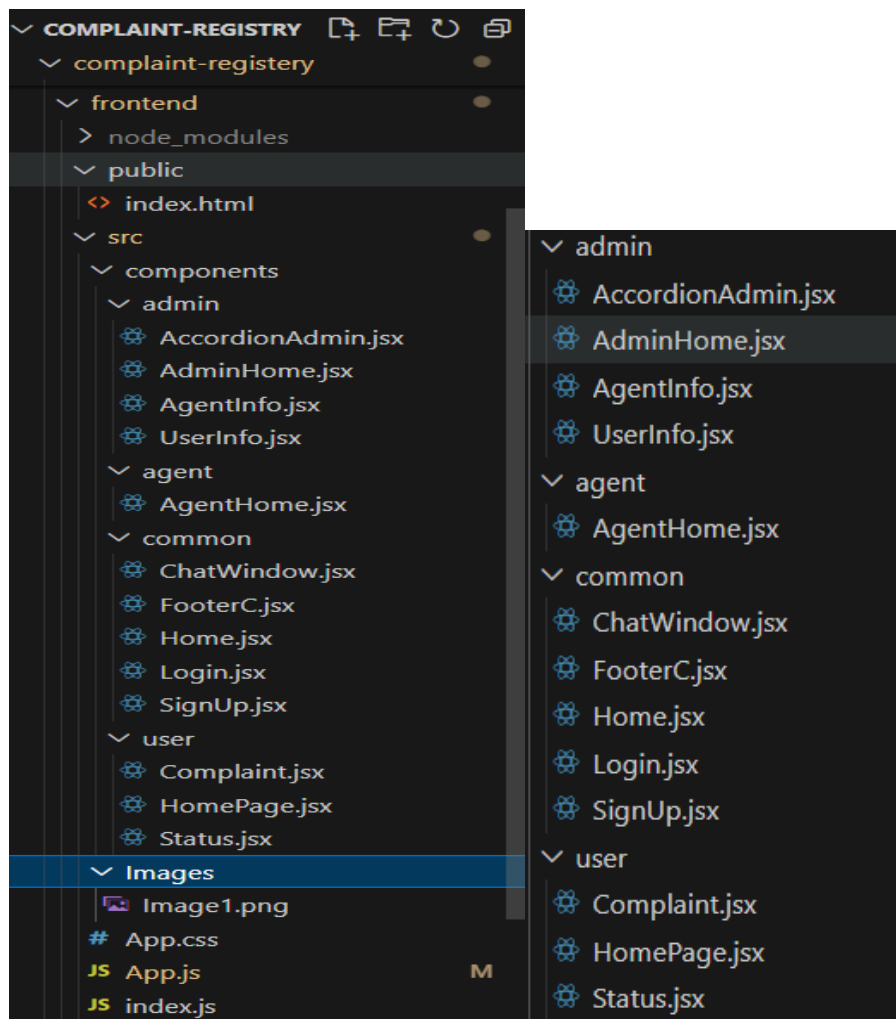 COMPLAINT-REGISTRY
complaint-registery
frontend
node_modules
public
<> index.html
src
components
admin
AccordionAdmin.jsx
AdminHome.jsx
AgentInfo.jsx
UserInfo.jsx
agent
AgentHome.jsx
common
ChatWindow.jsx
FooterC.jsx
Home.jsx
Login.jsx
SignUp.jsx
user
Complaint.jsx
HomePage.jsx
Status.jsx
Images
Image1.png
# App.css
JS App.js M
JS index.js
admin
AccordionAdmin.jsx
AdminHome.jsx
AgentInfo.jsx
UserInfo.jsx
agent
AgentHome.jsx
common
ChatWindow.jsx
FooterC.jsx
Home.jsx
Login.jsx
SignUp.jsx
user
Complaint.jsx
HomePage.jsx
Status.jsx